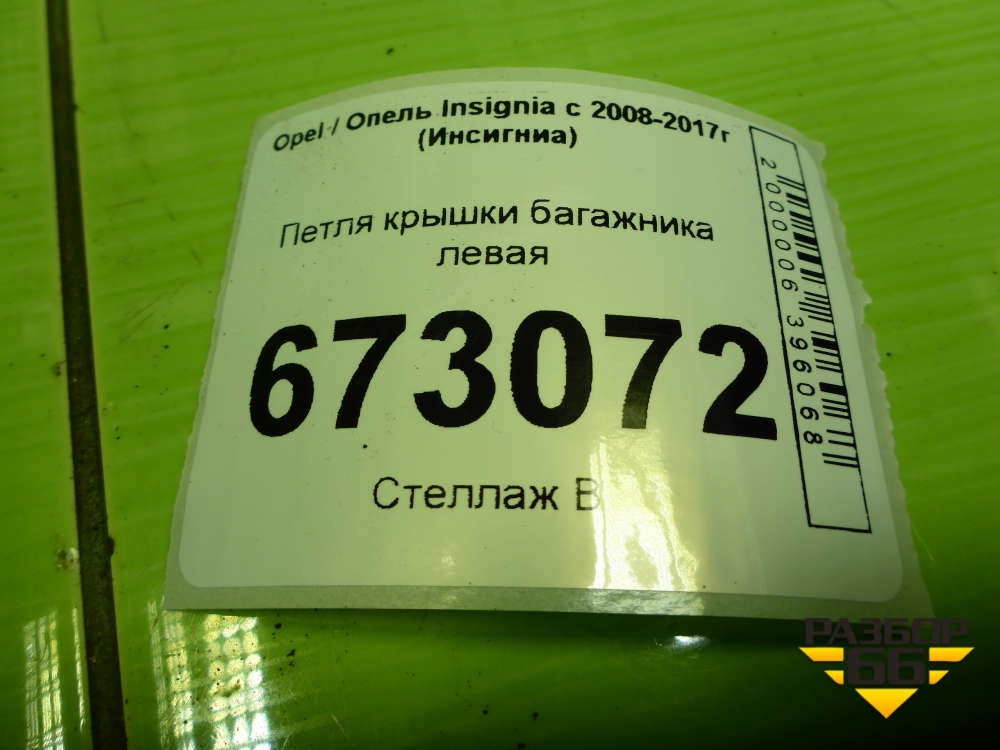 Opel / Опель Insignia с 2008-2017г
(Инсигниа)
Петля крышки багажника
левая
673072
Стеллаж В
2000006396068
РАЗБОР
66